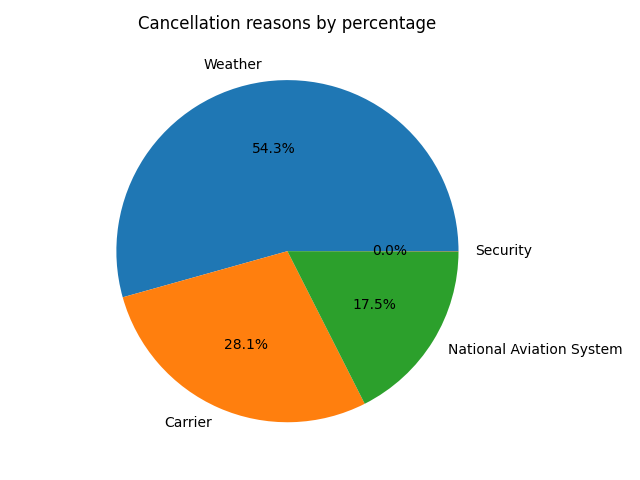 Cancellation reasons by percentage
Weather
54.3%
0.0%
Security
17.5%
28.1%
National Aviation System
Carrier